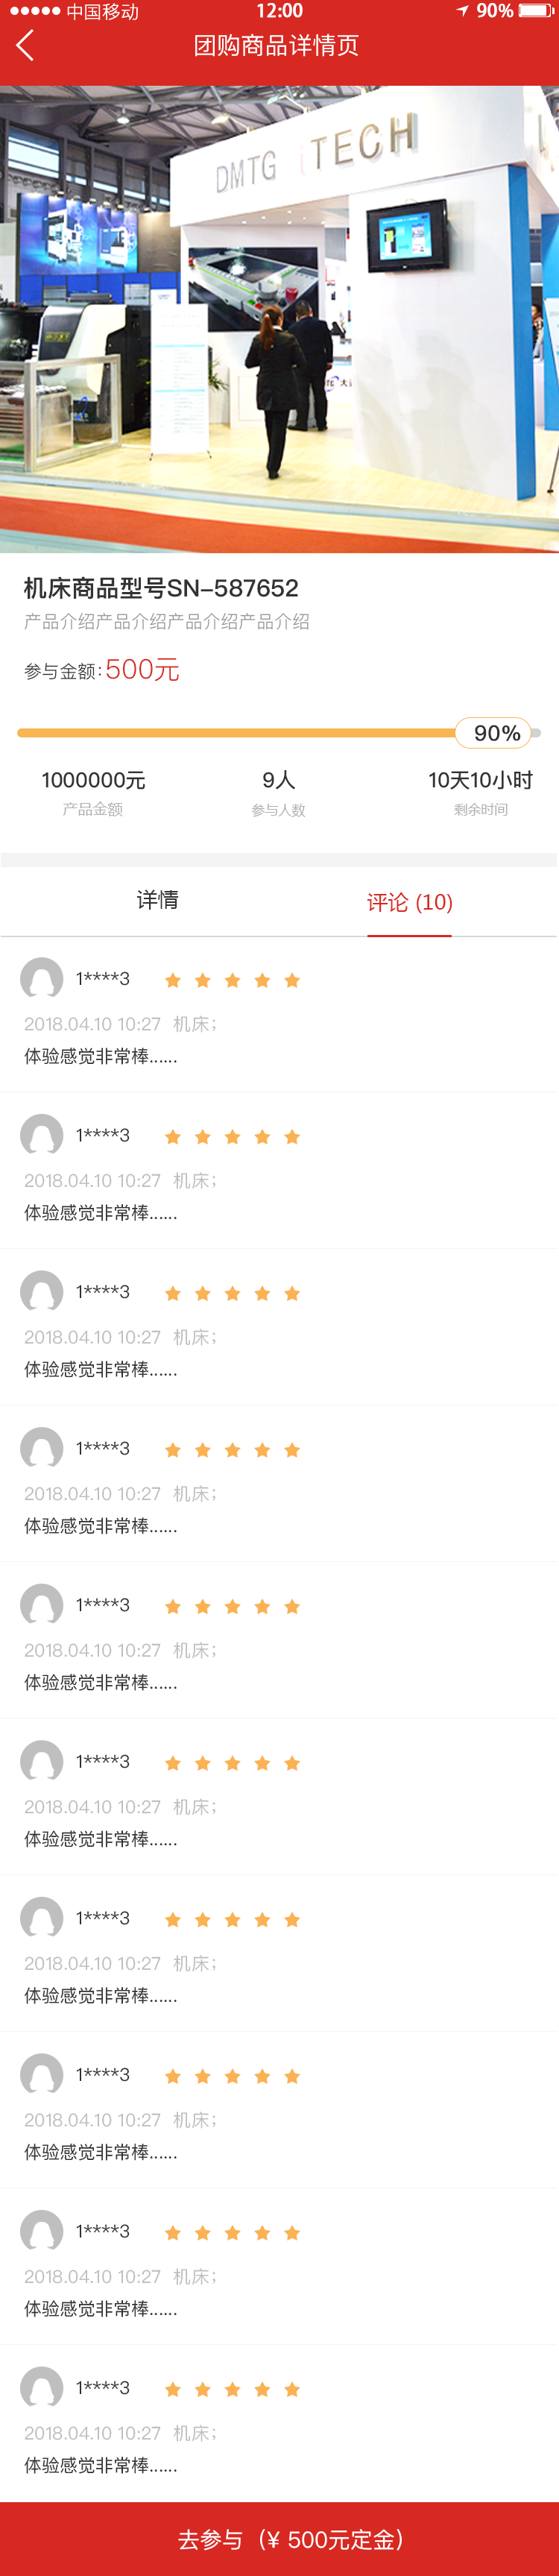 中国移动 12:00 90%
团购商品详情页
DMTG iTECH
机床商品型号SN-587652
产品介绍产品介绍产品介绍产品介绍
参与金额:500元
90%
1000000元 9人 10天10小时
产品金额 参与人数 剩余时间
详情 评论 (10)
1****3
2018.04.10 10:27 机床;
体验感觉非常棒......
1****3
2018.04.10 10:27 机床;
体验感觉非常棒......
1****3
2018.04.10 10:27 机床;
体验感觉非常棒......
1****3
2018.04.10 10:27 机床;
体验感觉非常棒......
1****3
2018.04.10 10:27 机床;
体验感觉非常棒......
1****3
2018.04.10 10:27 机床;
体验感觉非常棒......
1****3
2018.04.10 10:27 机床;
体验感觉非常棒......
1****3
2018.04.10 10:27 机床;
体验感觉非常棒......
1****3
2018.04.10 10:27 机床;
体验感觉非常棒......
1****3
2018.04.10 10:27 机床;
体验感觉非常棒......
去参与（¥ 500元定金）